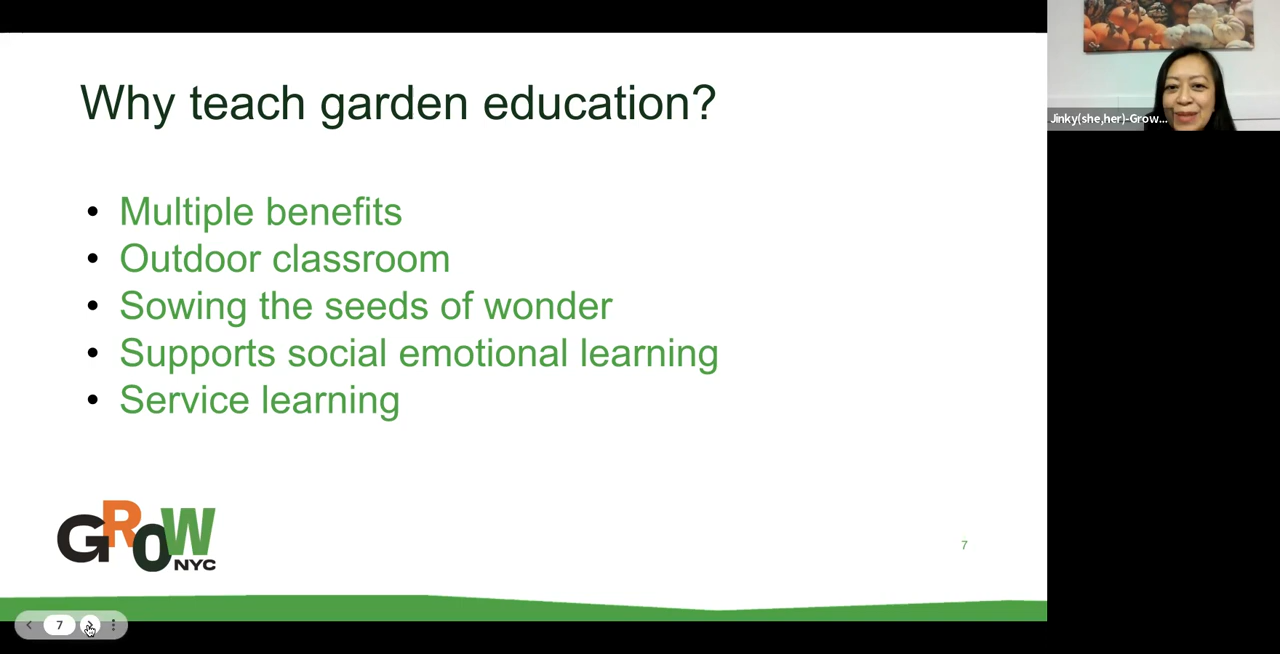 Why teach garden education?
• Multiple benefits
• Outdoor classroom
• Sowing the seeds of wonder
• Supports social emotional learning
• Service learning
GROW
NYC
7
7
Jinky(she,her)-Grow...